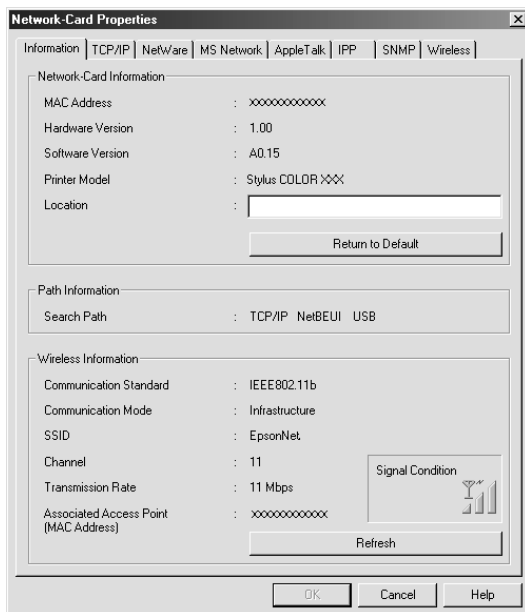 Network-Card Properties
Information TCP/IP NetWare MS Network AppleTalk IPP SNMP Wireless
Network-Card Information
MAC Address : XXXXXXXXXXXX
Hardware Version : 1.00
Software Version : A0.15
Printer Model : Stylus COLOR XXX
Location :
Return to Default
Path Information
Search Path : TCP/IP NetBEUI USB
Wireless Information
Communication Standard : IEEE802.11b
Communication Mode : Infrastructure
SSID : EpsonNet
Channel : 11
Signal Condition
Transmission Rate : 11 Mbps
Associated Access Point : XXXXXXXXXXXX
(MAC Address)
Refresh
OK Cancel Help